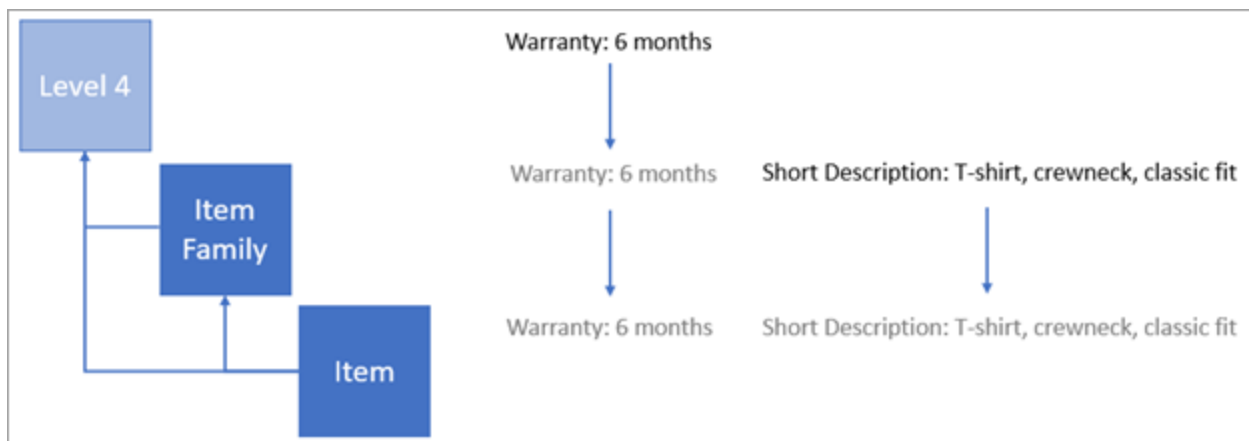 Warranty: 6 months
Level 4
Warranty: 6 months
Short Description: T-shirt, crewneck, classic fit
Item
Family
Warranty: 6 months
Short Description: T-shirt, crewneck, classic fit
Item